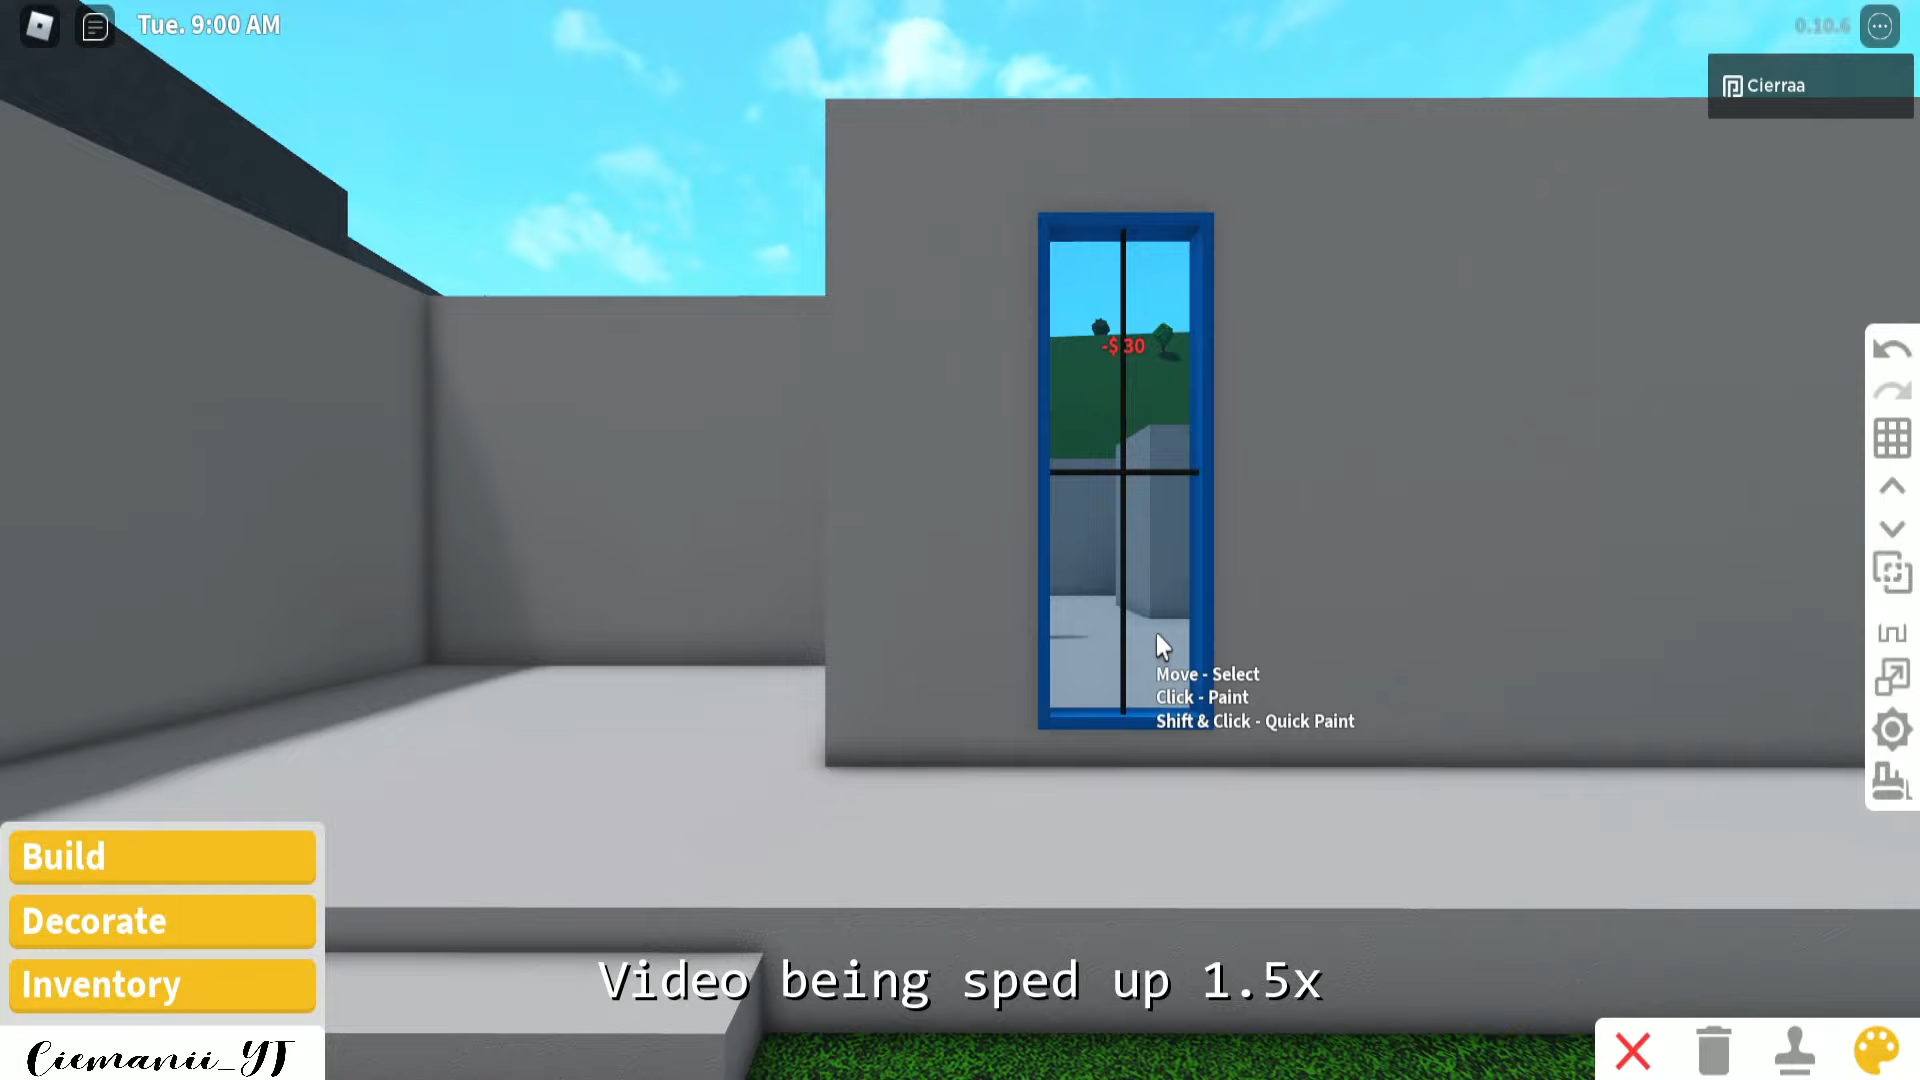 Tue. 9:00 AM
0.10.6
Cierraa
-$30
Move - Select
Click - Paint
Shift & Click - Quick Paint
Build
Decorate
Inventory
Video being sped up 1.5x
Ciemanii_YT